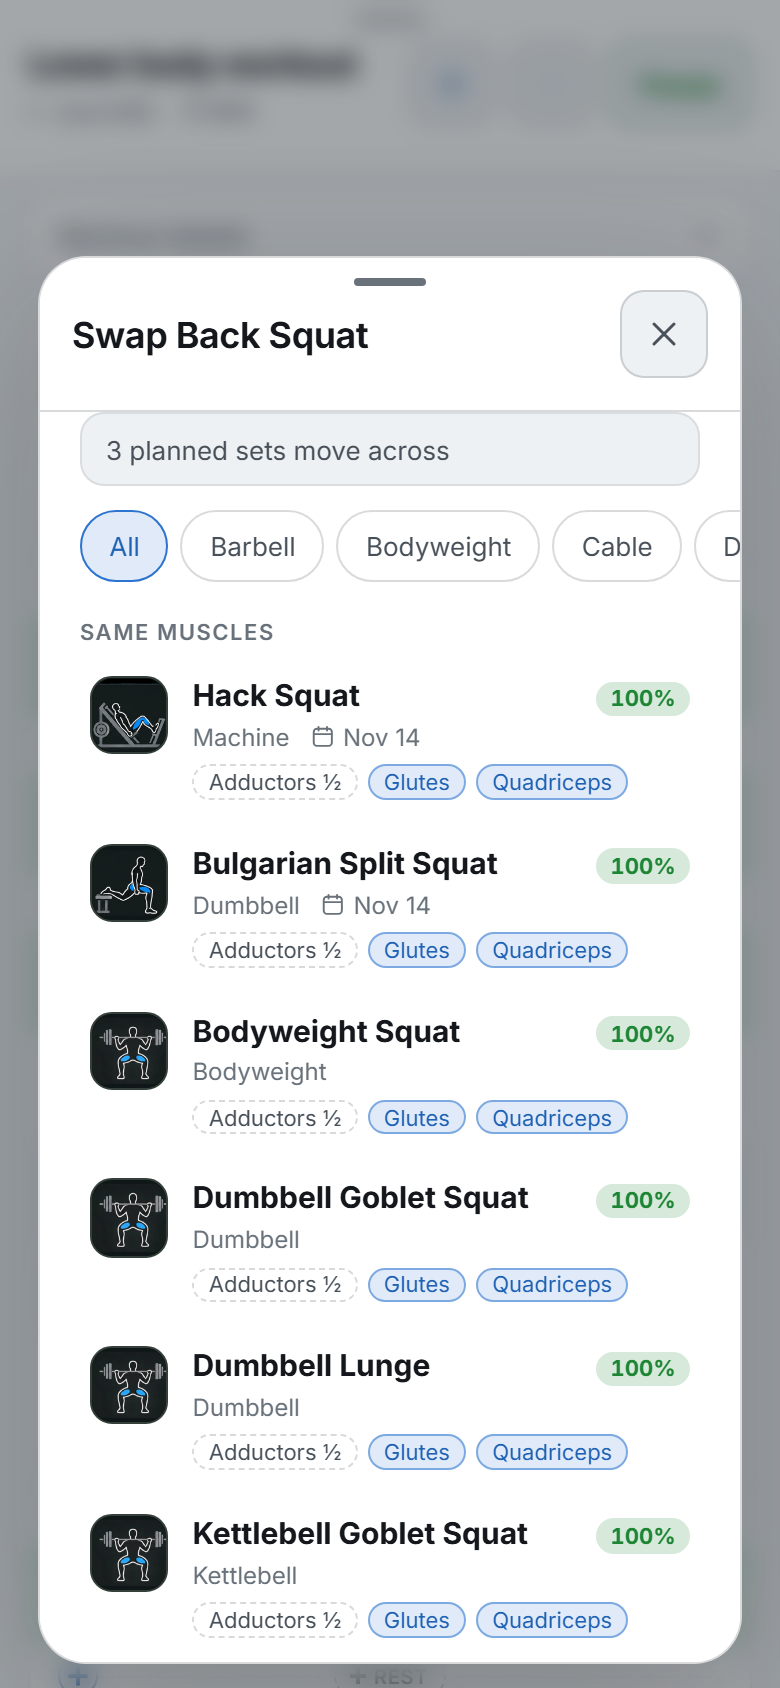 Swap Back Squat
3 planned sets move across
All Barbell Bodyweight Cable D
SAME MUSCLES
Hack Squat 100%
Machine Nov 14
Adductors ½ Glutes Quadriceps
Bulgarian Split Squat 100%
Dumbbell Nov 14
Adductors ½ Glutes Quadriceps
Bodyweight Squat 100%
Bodyweight
Adductors ½ Glutes Quadriceps
Dumbbell Goblet Squat 100%
Dumbbell
Adductors ½ Glutes Quadriceps
Dumbbell Lunge 100%
Dumbbell
Adductors ½ Glutes Quadriceps
Kettlebell Goblet Squat 100%
Kettlebell
Adductors ½ Glutes Quadriceps
+ REST